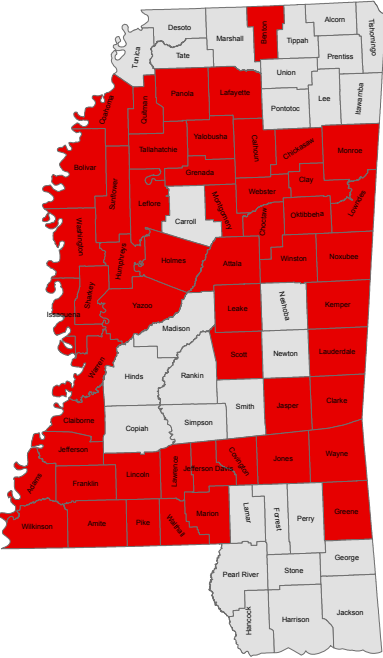 Desoto
Marshall
Benton
Tippah
Alcorn
Tishomingo
Tunica
Tate
Prentiss
Union
Coahoma
Quitman
Panola
Lafayette
Pontotoc
Lee
Itawamba
Bolivar
Tallahatchie
Yalobusha
Calhoun
Chickasaw
Monroe
Sunflower
Leflore
Grenada
Webster
Clay
Carroll
Montgomery
Choctaw
Oktibbeha
Lowndes
Washington
Humphreys
Holmes
Attala
Winston
Noxubee
Issaquena
Sharkey
Yazoo
Madison
Leake
Neshoba
Kemper
Warren
Hinds
Rankin
Scott
Newton
Lauderdale
Claiborne
Copiah
Simpson
Smith
Jasper
Clarke
Jefferson
Adams
Franklin
Lincoln
Lawrence
Jefferson Davis
Covington
Jones
Wayne
Wilkinson
Amite
Pike
Walthall
Marion
Lamar
Forrest
Perry
Greene
Pearl River
Stone
George
Hancock
Harrison
Jackson